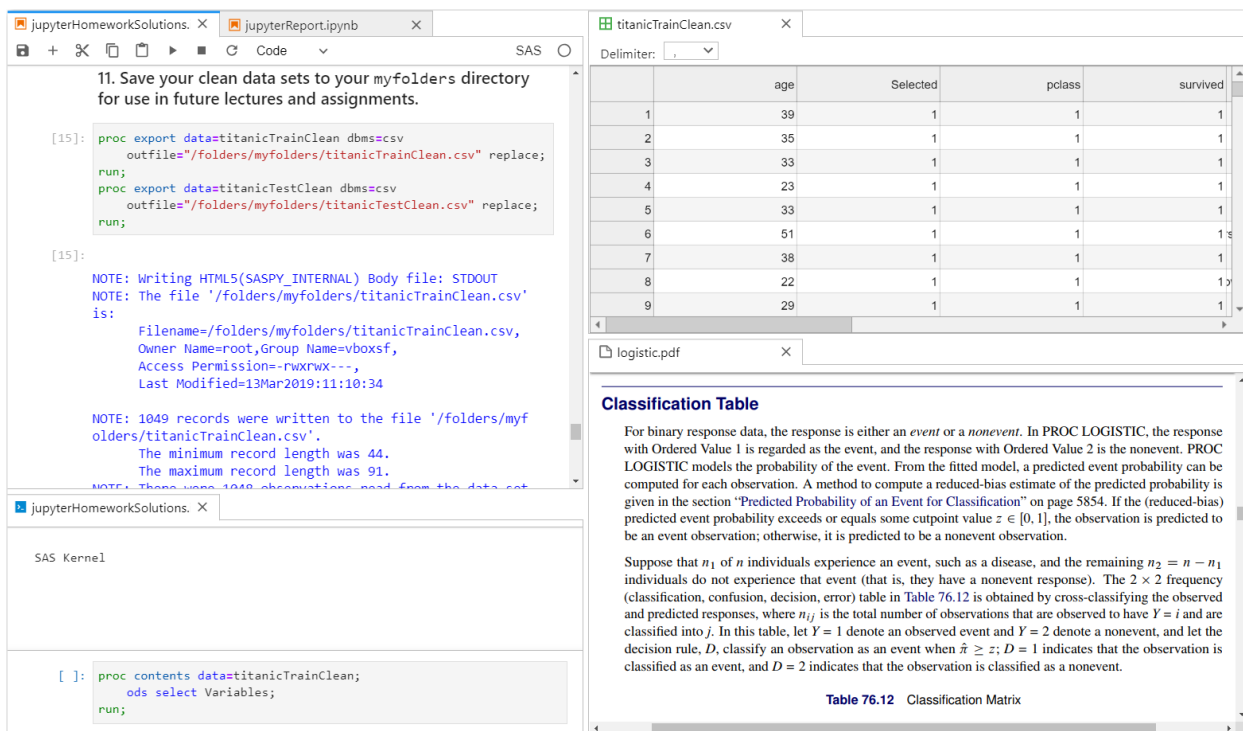 jupyterHomeworkSolutions.
jupyterReport.ipynb
Code
SAS
11. Save your clean data sets to your myfolders directory
for use in future lectures and assignments.
[15]: proc export data=titanicTrainClean dbms=csv
outfile="/folders/myfolders/titanicTrainClean.csv" replace;
run;
proc export data=titanicTestClean dbms=csv
outfile="/folders/myfolders/titanicTestClean.csv" replace;
run;
[15]:
NOTE: Writing HTML5(SASPY_INTERNAL) Body file: STDOUT
NOTE: The file '/folders/myfolders/titanicTrainClean.csv'
is:
Filename=/folders/myfolders/titanicTrainClean.csv,
Owner Name=root,Group Name=vboxsf,
Access Permission=-rwxrwx---,
Last Modified=13Mar2019:11:10:34
NOTE: 1049 records were written to the file '/folders/myf
olders/titanicTrainClean.csv'.
The minimum record length was 44.
The maximum record length was 91.
NOTE: There were 1048 observations read from the data set
jupyterHomeworkSolutions.
SAS Kernel
[ ]: proc contents data=titanicTrainClean;
ods select Variables;
run;
titanicTrainClean.csv
Delimiter: ,
age Selected pclass survived
1 39 1 1 1
2 35 1 1 1
3 33 1 1 1
4 23 1 1 1
5 33 1 1 1
6 51 1 1 1
7 38 1 1 1
8 22 1 1 1
9 29 1 1 1
logistic.pdf
Classification Table
For binary response data, the response is either an event or a nonevent. In PROC LOGISTIC, the response
with Ordered Value 1 is regarded as the event, and the response with Ordered Value 2 is the nonevent. PROC
LOGISTIC models the probability of the event. From the fitted model, a predicted event probability can be
computed for each observation. A method to compute a reduced-bias estimate of the predicted probability is
given in the section “Predicted Probability of an Event for Classification” on page 5854. If the (reduced-bias)
predicted event probability exceeds or equals some cutpoint value z ∈ [0, 1], the observation is predicted to
be an event observation; otherwise, it is predicted to be a nonevent observation.
Suppose that n₁ of n individuals experience an event, such as a disease, and the remaining n₂ = n − n₁
individuals do not experience that event (that is, they have a nonevent response). The 2 × 2 frequency
(classification, confusion, decision, error) table in Table 76.12 is obtained by cross-classifying the observed
and predicted responses, where nᵢⱼ is the total number of observations that are observed to have Y = i and are
classified into j. In this table, let Y = 1 denote an observed event and Y = 2 denote a nonevent, and let the
decision rule, D, classify an observation as an event when π̂ ≥ z; D = 1 indicates that the observation is
classified as an event, and D = 2 indicates that the observation is classified as a nonevent.
Table 76.12 Classification Matrix